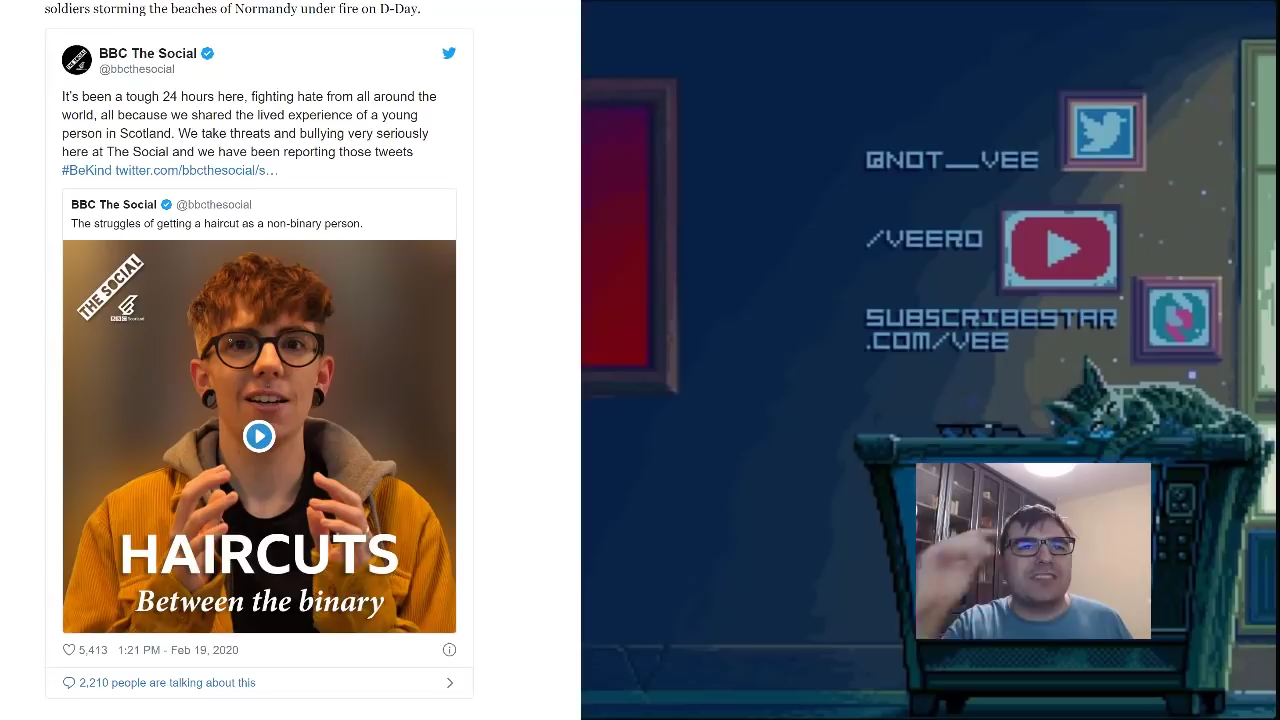 soldiers storming the beaches of Normandy under fire on D-Day.
BBC The Social
@bbcthesocial
It's been a tough 24 hours here, fighting hate from all around the
world, all because we shared the lived experience of a young
person in Scotland. We take threats and bullying very seriously
here at The Social and we have been reporting those tweets
#BeKind twitter.com/bbcthesocial/s…
BBC The Social @bbcthesocial
The struggles of getting a haircut as a non-binary person.
THE SOCIAL
BBC Scotland
HAIRCUTS
Between the binary
5,413 1:21 PM - Feb 19, 2020
2,210 people are talking about this
@NOT__VEE
/VEERO
SUBSCRIBESTAR
.COM/VEE